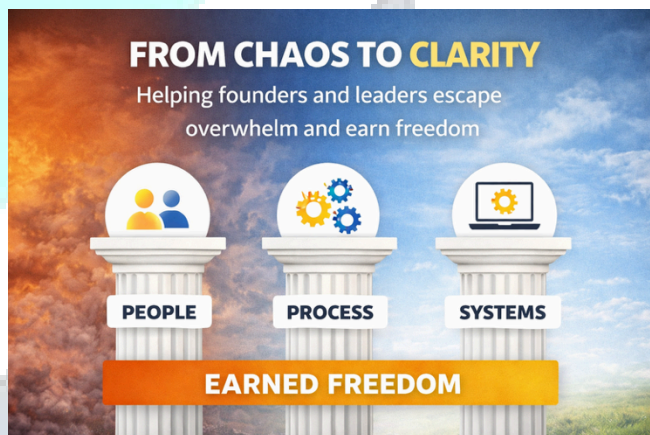 FROM CHAOS TO CLARITY
Helping founders and leaders escape
overwhelm and earn freedom
PEOPLE
PROCESS
SYSTEMS
EARNED FREEDOM